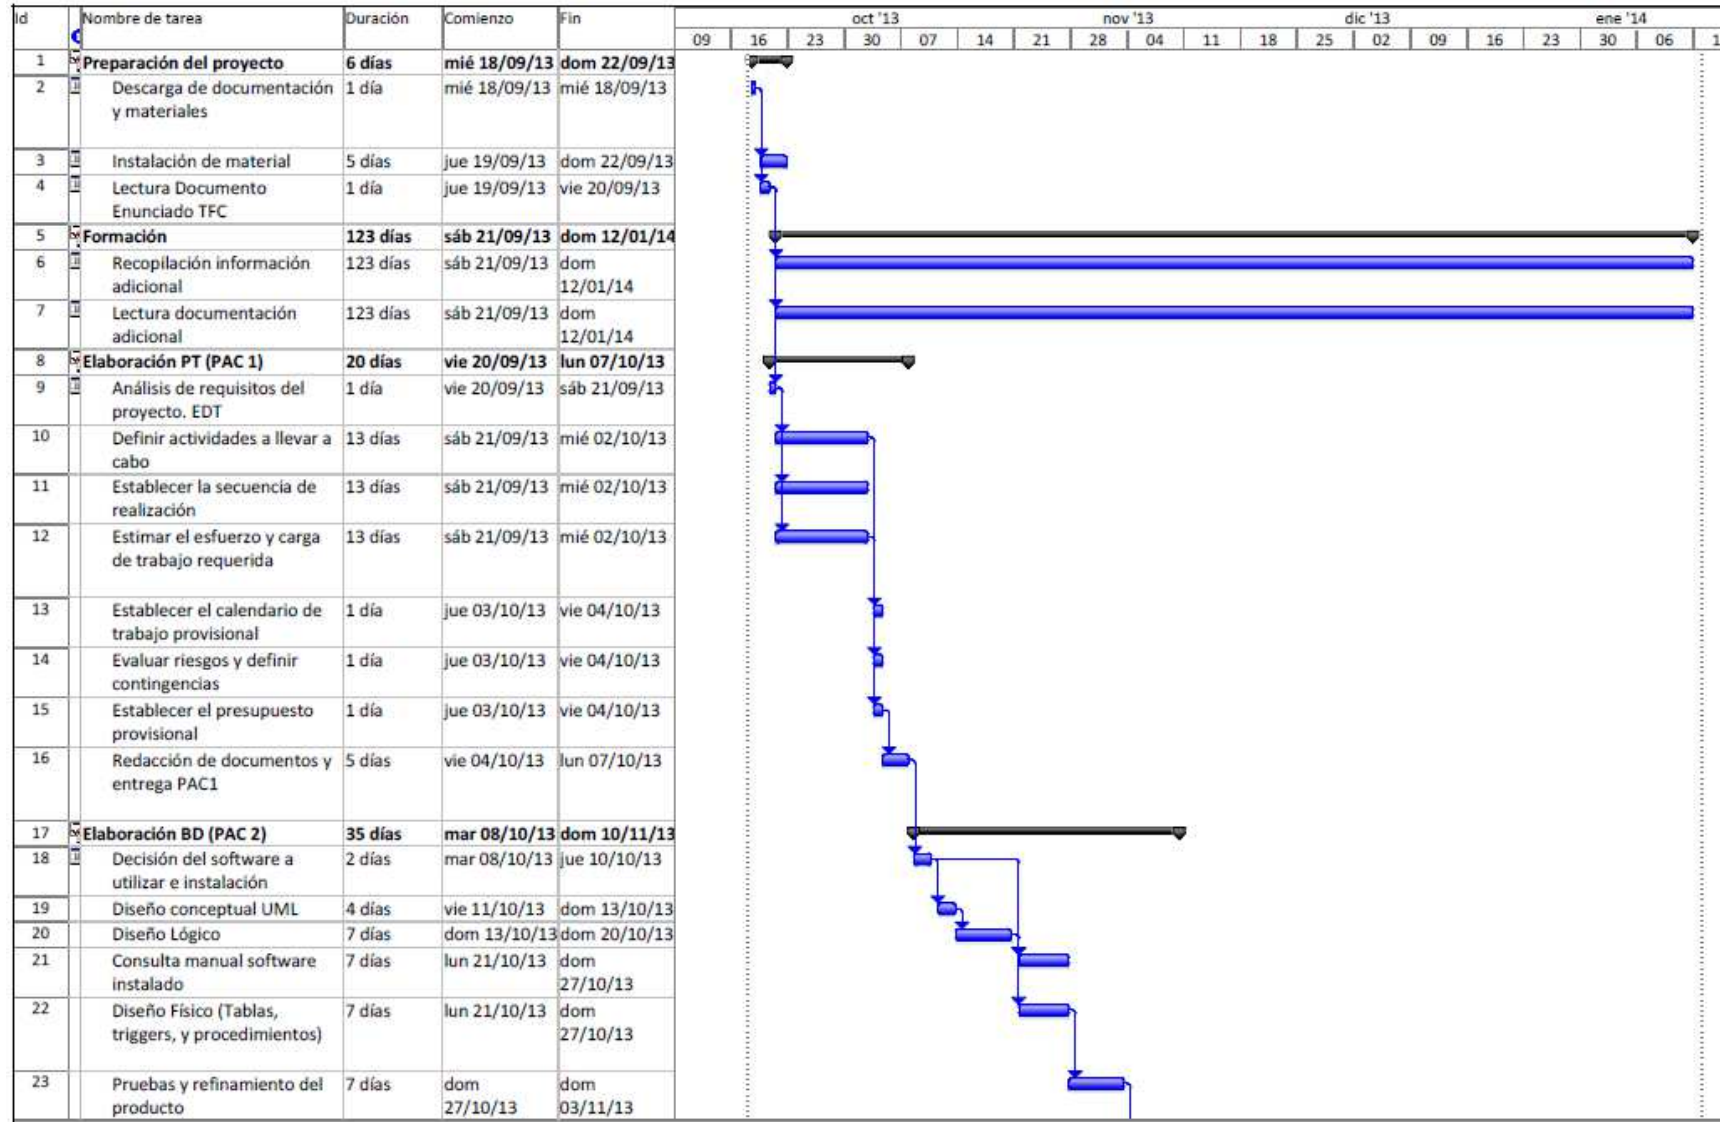 Id Nombre de tarea Duración Comienzo Fin oct '13 nov '13 dic '13 ene '14
09 16 23 30 07 14 21 28 04 11 18 25 02 09 16 23 30 06 1
1 Preparación del proyecto 6 días mié 18/09/13 dom 22/09/13
2 Descarga de documentación 1 día mié 18/09/13 mié 18/09/13
y materiales
3 Instalación de material 5 días jue 19/09/13 dom 22/09/13
4 Lectura Documento 1 día jue 19/09/13 vie 20/09/13
Enunciado TFC
5 Formación 123 días sáb 21/09/13 dom 12/01/14
6 Recopilación información 123 días sáb 21/09/13 dom
adicional 12/01/14
7 Lectura documentación 123 días sáb 21/09/13 dom
adicional 12/01/14
8 Elaboración PT (PAC 1) 20 días vie 20/09/13 lun 07/10/13
9 Análisis de requisitos del 1 día vie 20/09/13 sáb 21/09/13
proyecto. EDT
10 Definir actividades a llevar a 13 días sáb 21/09/13 mié 02/10/13
cabo
11 Establecer la secuencia de 13 días sáb 21/09/13 mié 02/10/13
realización
12 Estimar el esfuerzo y carga 13 días sáb 21/09/13 mié 02/10/13
de trabajo requerida
13 Establecer el calendario de 1 día jue 03/10/13 vie 04/10/13
trabajo provisional
14 Evaluar riesgos y definir 1 día jue 03/10/13 vie 04/10/13
contingencias
15 Establecer el presupuesto 1 día jue 03/10/13 vie 04/10/13
provisional
16 Redacción de documentos y 5 días vie 04/10/13 lun 07/10/13
entrega PAC1
17 Elaboración BD (PAC 2) 35 días mar 08/10/13 dom 10/11/13
18 Decisión del software a 2 días mar 08/10/13 jue 10/10/13
utilizar e instalación
19 Diseño conceptual UML 4 días vie 11/10/13 dom 13/10/13
20 Diseño Lógico 7 días dom 13/10/13 dom 20/10/13
21 Consulta manual software 7 días lun 21/10/13 dom
instalado 27/10/13
22 Diseño Físico (Tablas, 7 días lun 21/10/13 dom
triggers, y procedimientos) 27/10/13
23 Pruebas y refinamiento del 7 días dom dom
producto 27/10/13 03/11/13